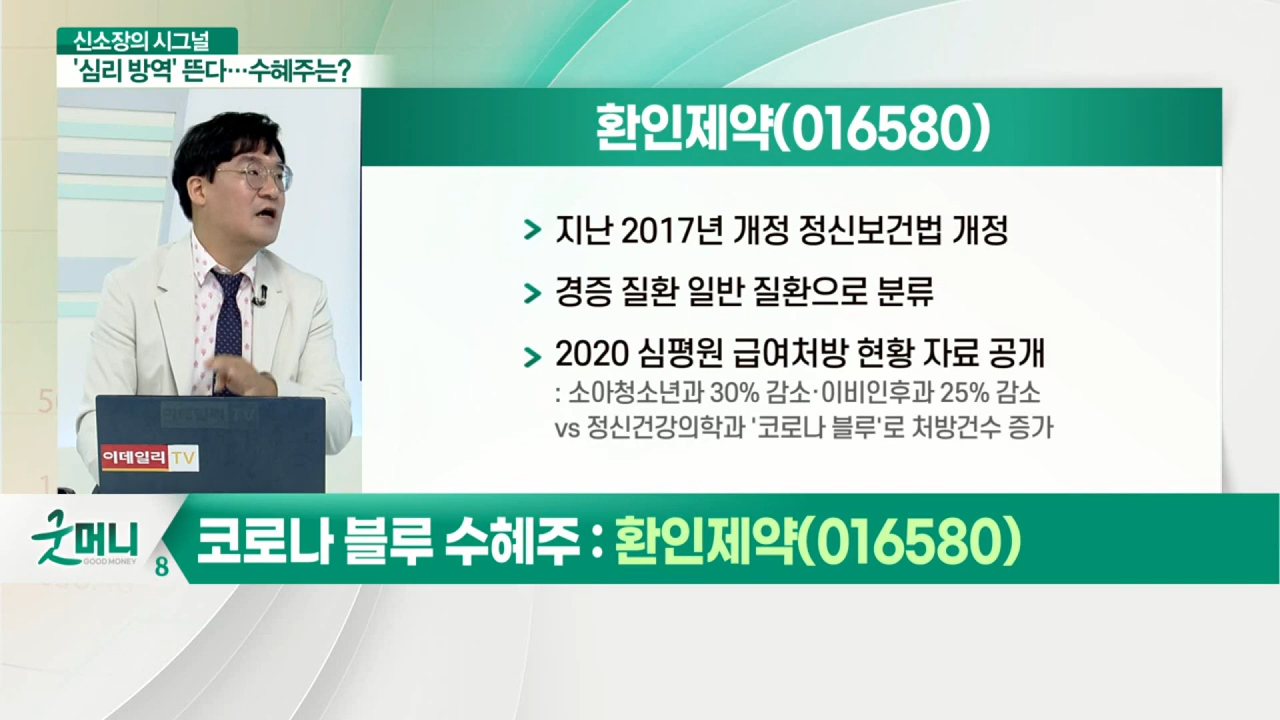 신소장의 시그널
'심리 방역' 뜬다…수혜주는?
환인제약(016580)
> 지난 2017년 개정 정신보건법 개정
> 경증 질환 일반 질환으로 분류
> 2020 심평원 급여처방 현황 자료 공개
: 소아청소년과 30% 감소·이비인후과 25% 감소
vs 정신건강의학과 '코로나 블루'로 처방건수 증가
이데일리 TV
굿머니
GOOD MONEY
8
코로나 블루 수혜주 : 환인제약(016580)